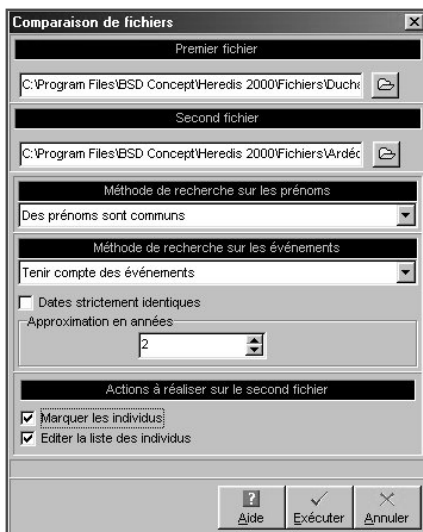 Comparaison de fichiers
Premier fichier
C:\Program Files\BSD Concept\Heredis 2000\Fichiers\Ducha
Second fichier
C:\Program Files\BSD Concept\Heredis 2000\Fichiers\Ardéc
Méthode de recherche sur les prénoms
Des prénoms sont communs
Méthode de recherche sur les événements
Tenir compte des événements
Dates strictement identiques
Approximation en années
2
Actions à réaliser sur le second fichier
Marquer les individus
Editer la liste des individus
?
Aide Exécuter Annuler